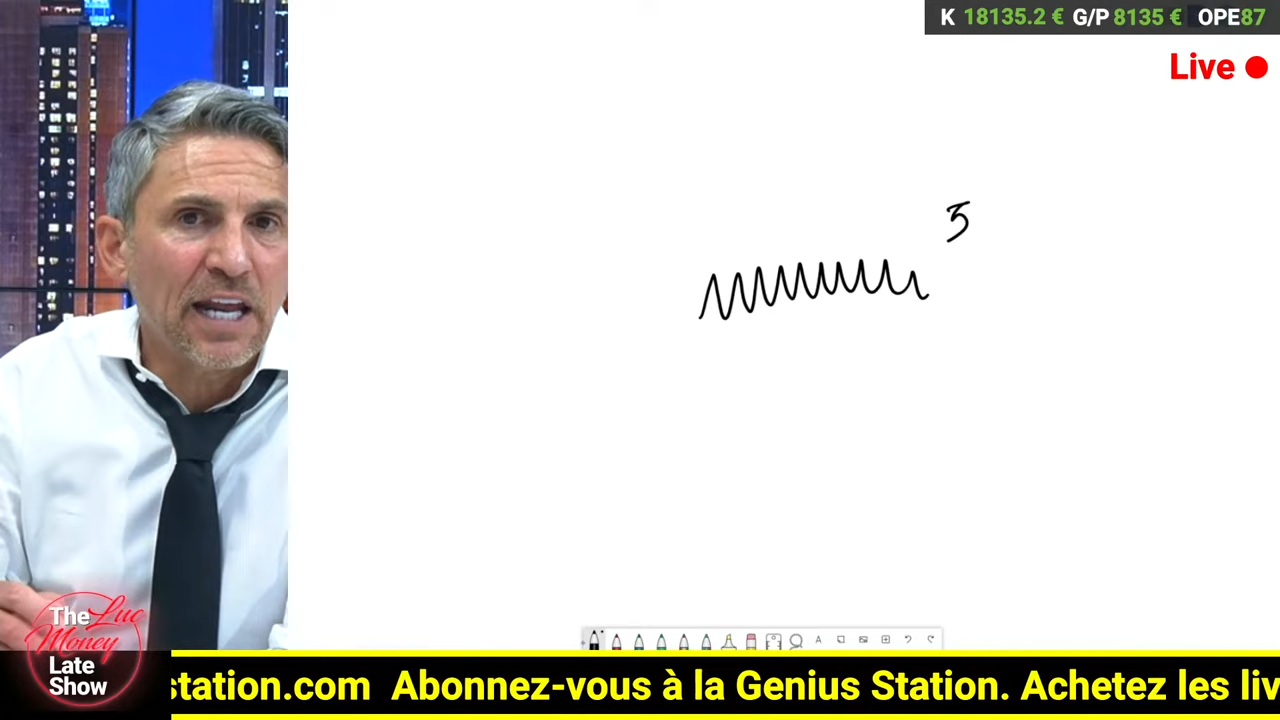 K 18135.2 € G/P 8135 € OPE87
Live
5
The Luc
Money
Late
Show
station.com Abonnez-vous à la Genius Station. Achetez les liv